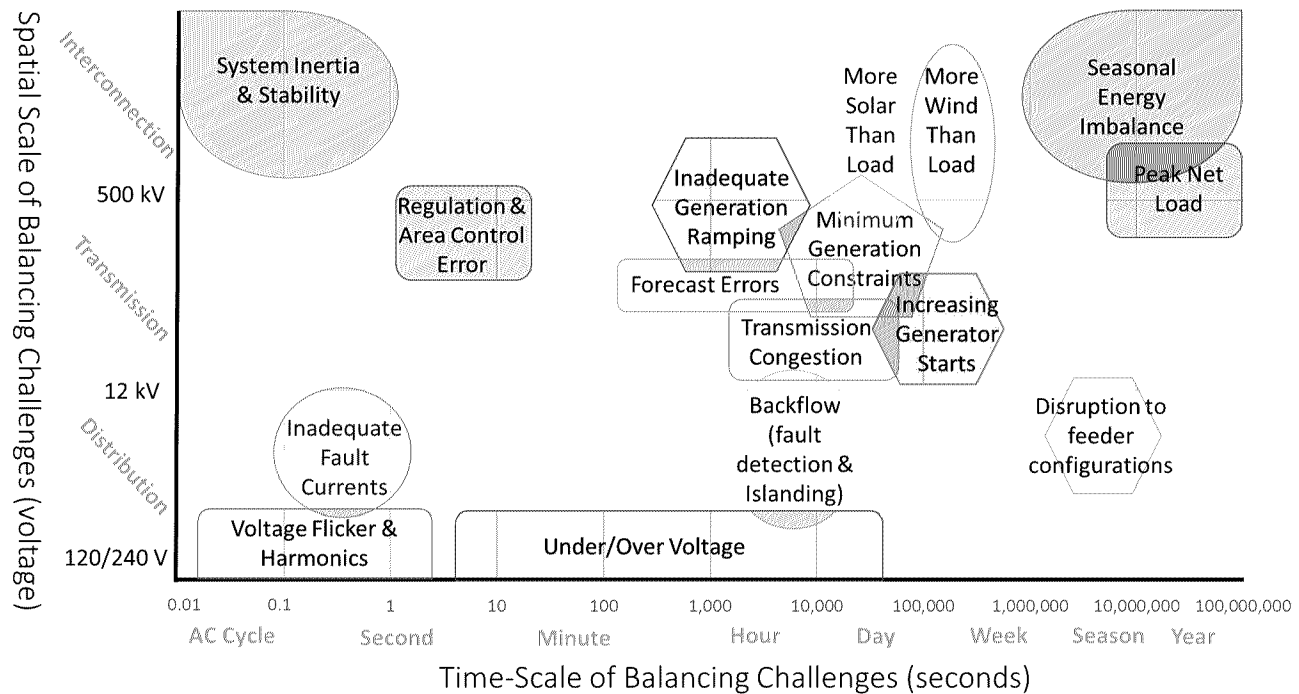 Spatial Scale of Balancing Challenges (voltage)
Interconnection
500 kV
Transmission
12 kV
Distribution
120/240 V
System Inertia
& Stability
Regulation &
Area Control
Error
Inadequate
Generation
Ramping
More
Solar
Than
Load
More
Wind
Than
Load
Seasonal
Energy
Imbalance
Peak Net
Load
Minimum
Generation
Constraints
Forecast Errors
Transmission
Congestion
Increasing
Generator
Starts
Inadequate
Fault
Currents
Backflow
(fault
detection &
Islanding)
Disruption to
feeder
configurations
Voltage Flicker &
Harmonics
Under/Over Voltage
0.01 0.1 1 10 100 1,000 10,000 100,000 1,000,000 10,000,000 100,000,000
AC Cycle Second Minute Hour Day Week Season Year
Time-Scale of Balancing Challenges (seconds)